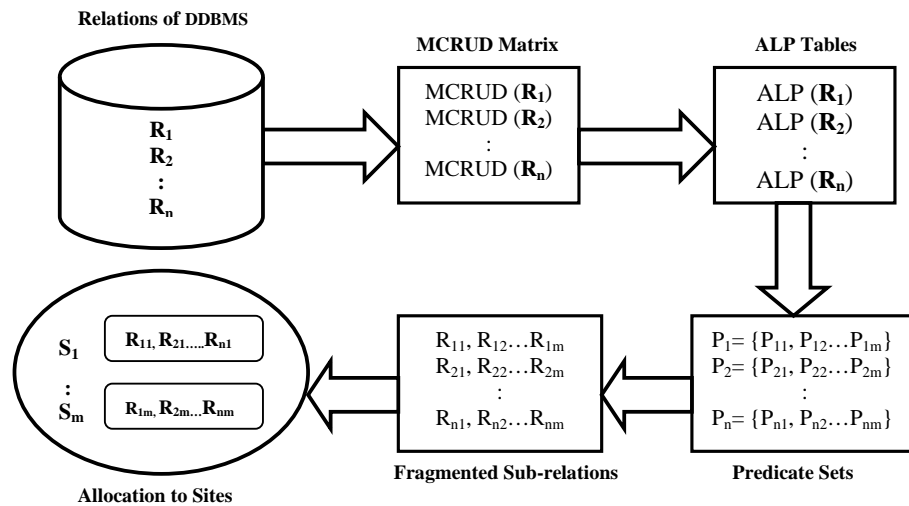 Relations of DDBMS
R1
R2
:
Rn
MCRUD Matrix
MCRUD (R1)
MCRUD (R2)
:
MCRUD (Rn)
ALP Tables
ALP (R1)
ALP (R2)
:
ALP (Rn)
P1= {P11, P12…P1m}
P2= {P21, P22…P2m}
:
Pn= {Pn1, Pn2…Pnm}
Predicate Sets
R11, R12…R1m
R21, R22…R2m
:
Rn1, Rn2…Rnm
Fragmented Sub-relations
S1 R11, R21.....Rn1
:
Sm R1m, R2m...Rnm
Allocation to Sites